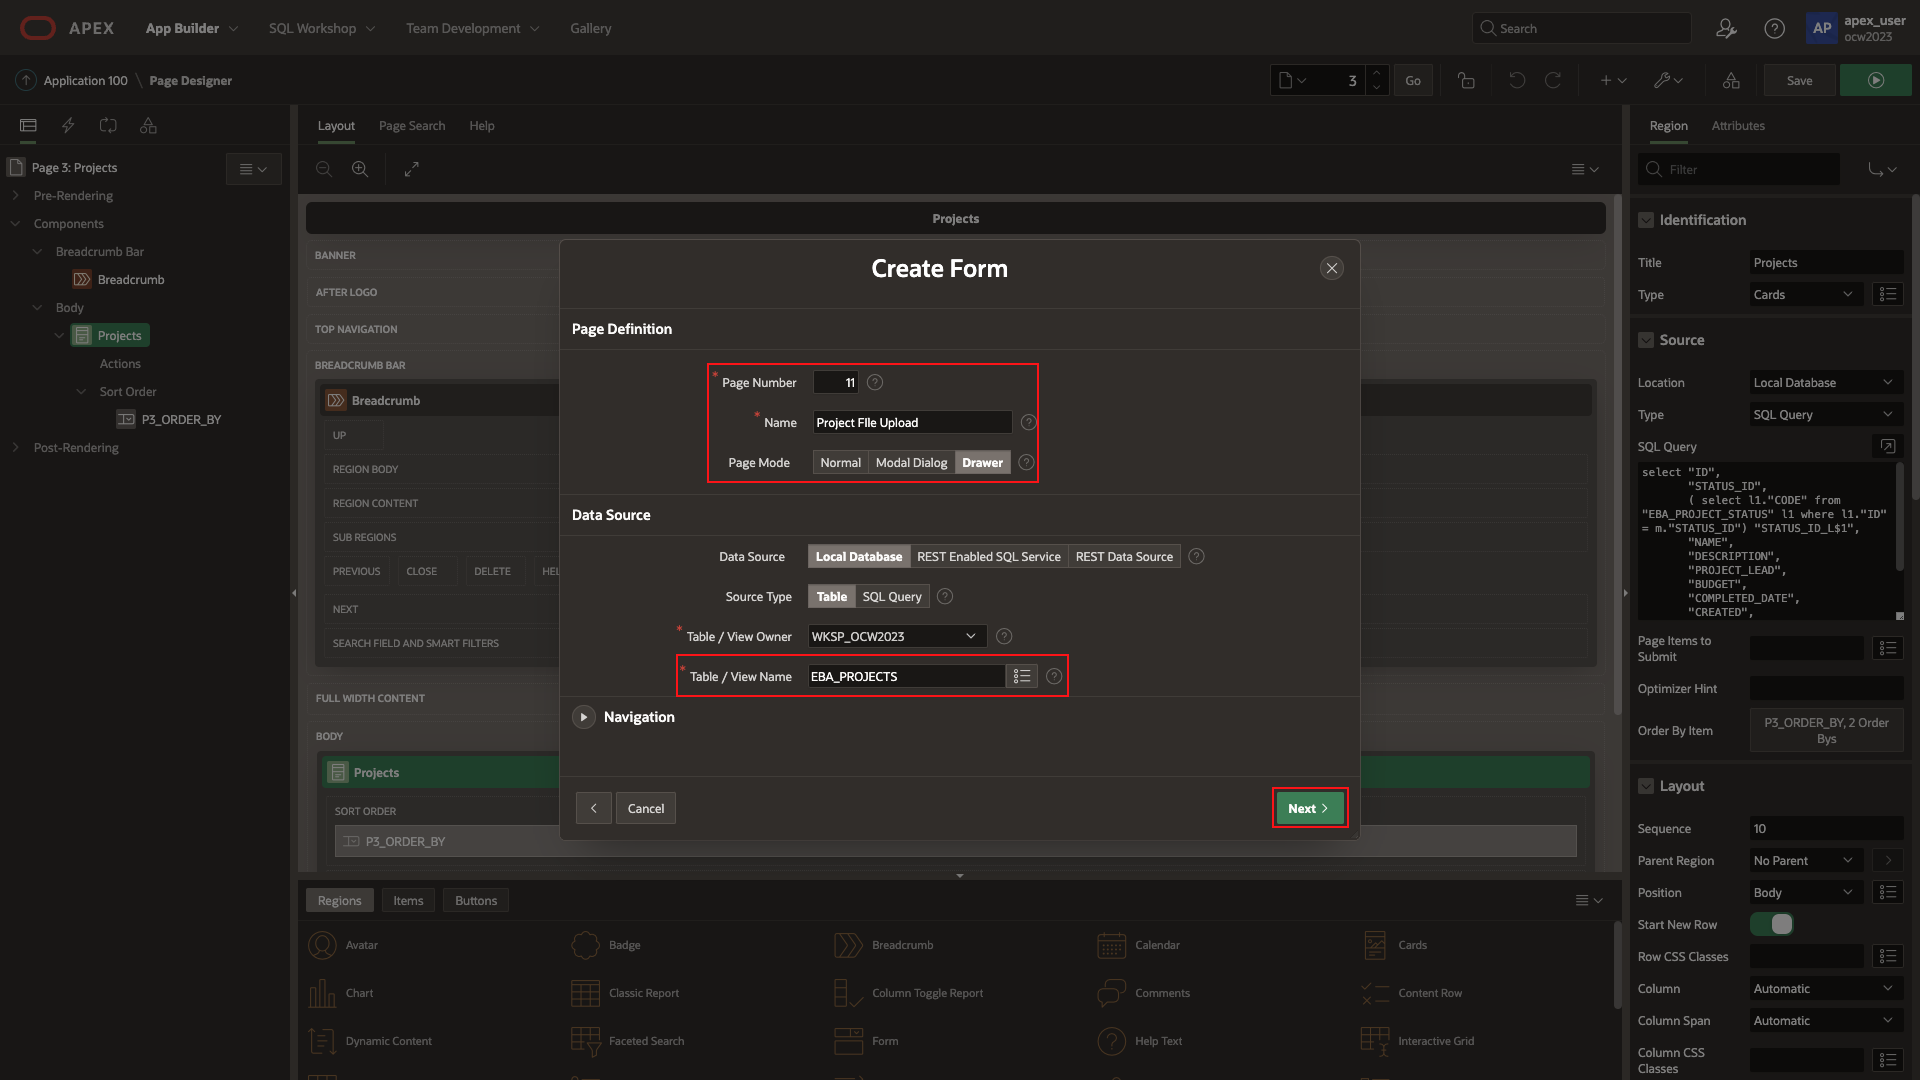 APEX App Builder SQL Workshop Team Development Gallery Search AP apex_user
ocw2023
Application 100 \ Page Designer 3 Go Save
Layout Page Search Help
Region Attributes
Page 3: Projects
Pre-Rendering
Components
Breadcrumb Bar
Breadcrumb
Body
Projects
Actions
Sort Order
P3_ORDER_BY
Post-Rendering
Projects
BANNER
AFTER LOGO
TOP NAVIGATION
BREADCRUMB BAR
Breadcrumb
UP
REGION BODY
REGION CONTENT
SUB REGIONS
PREVIOUS CLOSE DELETE HEL
NEXT
SEARCH FIELD AND SMART FILTERS
FULL WIDTH CONTENT
BODY
Projects
SORT ORDER
P3_ORDER_BY
Create Form
Page Definition
* Page Number 11 ?
* Name Project FIle Upload ?
Page Mode Normal Modal Dialog Drawer ?
Data Source
Data Source Local Database REST Enabled SQL Service REST Data Source ?
Source Type Table SQL Query ?
* Table / View Owner WKSP_OCW2023 ?
* Table / View Name EBA_PROJECTS ?
Navigation
Cancel Next
Regions Items Buttons
Avatar Badge Breadcrumb Calendar Cards
Chart Classic Report Column Toggle Report Comments Content Row
Dynamic Content Faceted Search Form Help Text Interactive Grid
Filter
Identification
Title Projects
Type Cards
Source
Location Local Database
Type SQL Query
SQL Query
select "ID",
"STATUS_ID",
( select l1."CODE" from
"EBA_PROJECT_STATUS" l1 where l1."ID"
= m."STATUS_ID") "STATUS_ID_L$1",
"NAME",
"DESCRIPTION",
"PROJECT_LEAD",
"BUDGET",
"COMPLETED_DATE",
"CREATED",
Page Items to
Submit
Optimizer Hint
Order By Item P3_ORDER_BY, 2 Order
Bys
Layout
Sequence 10
Parent Region No Parent
Position Body
Start New Row
Row CSS Classes
Column Automatic
Column Span Automatic
Column CSS
Classes